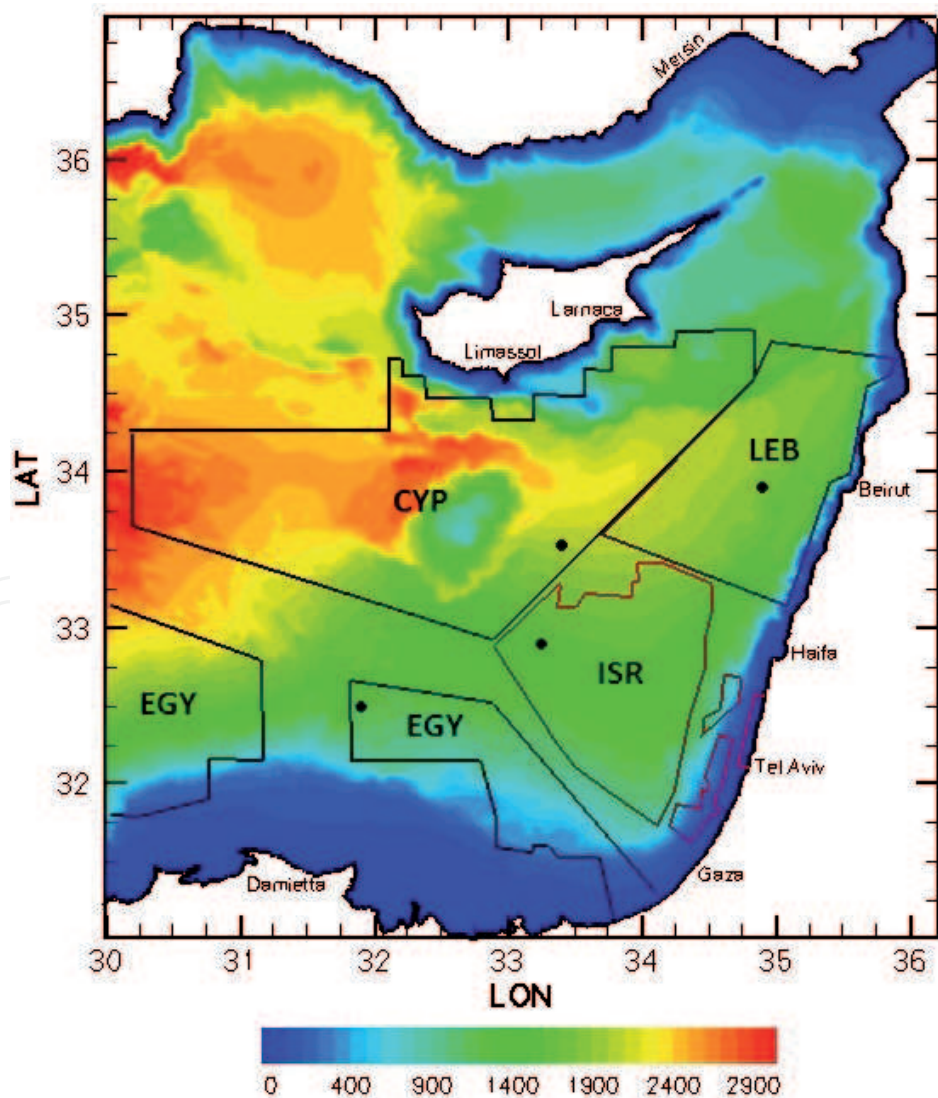 Mersin
36
35
34
33
32
LAT
Larnaca
Limassol
LEB
CYP
Beirut
Haifa
ISR
EGY
EGY
Tel Aviv
Gaza
Damietta
30 31 32 33 34 35 36
LON
0 400 900 1400 1900 2400 2900